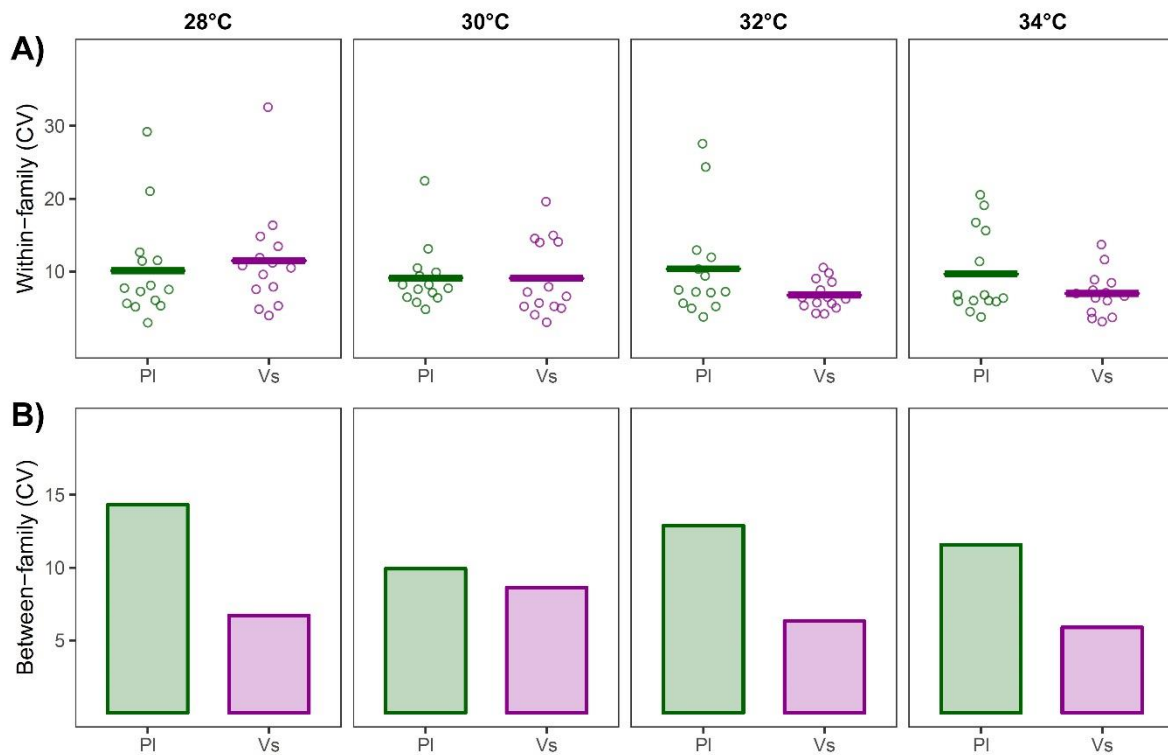 28°C 30°C 32°C 34°C
A)
Within-family (CV)
30
20
10
Pl Vs Pl Vs Pl Vs Pl Vs
B)
Between-family (CV)
15
10
5
Pl Vs Pl Vs Pl Vs Pl Vs